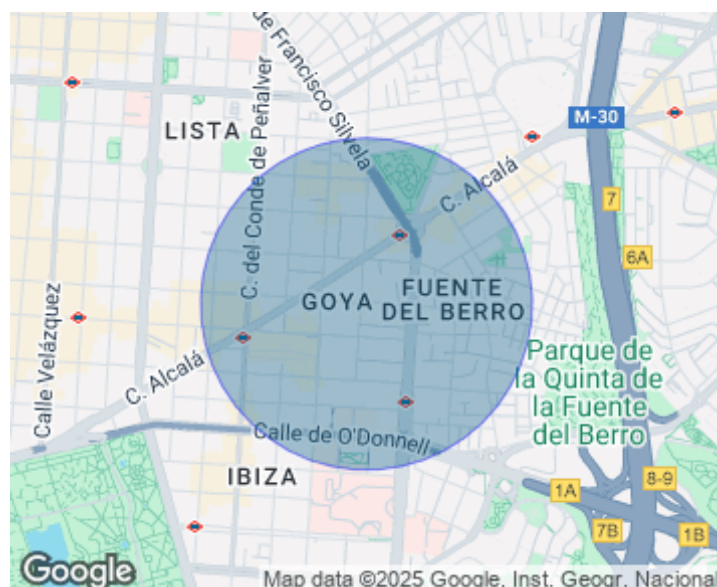 de Francisco Silvela
M-30
LISTA
C. del Conde de Peñalver
C. Alcalá
7
6A
Calle Velázquez
GOYA
FUENTE
DEL BERRO
C. Alcalá
Parque de
la Quinta de
la Fuente
del Berro
Calle de O'Donnell
IBIZA
1A
8-9
7B
1B
Google
Map data ©2025 Google, Inst. Geogr. Nacional